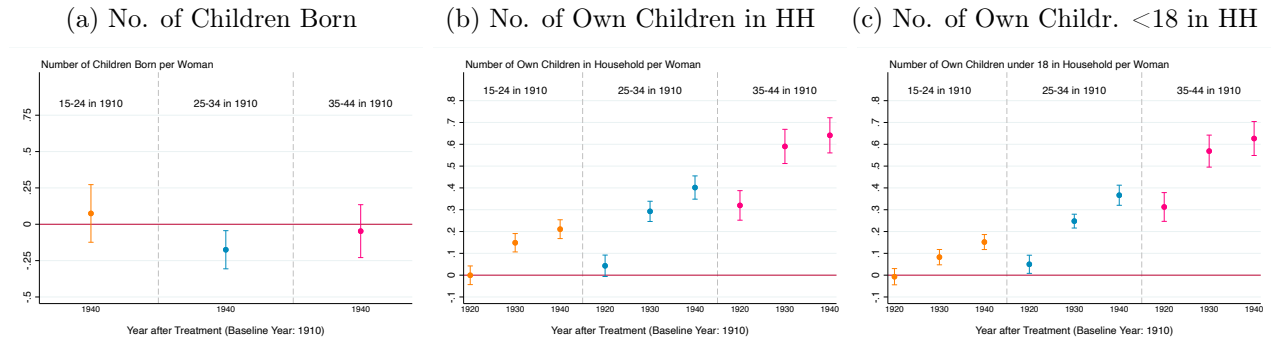 (a) No. of Children Born
Number of Children Born per Woman
15-24 in 1910
25-34 in 1910
35-44 in 1910
.75
.5
.25
0
-.25
-.5
1940
1940
1940
Year after Treatment (Baseline Year: 1910)
(b) No. of Own Children in HH
Number of Own Children in Household per Woman
15-24 in 1910
25-34 in 1910
35-44 in 1910
.8
.7
.6
.5
.4
.3
.2
.1
0
-.1
1920 1930 1940 1920 1930 1940 1920 1930 1940
Year after Treatment (Baseline Year: 1910)
(c) No. of Own Childr. <18 in HH
Number of Own Children under 18 in Household per Woman
15-24 in 1910
25-34 in 1910
35-44 in 1910
.8
.7
.6
.5
.4
.3
.2
.1
0
-.1
1920 1930 1940 1920 1930 1940 1920 1930 1940
Year after Treatment (Baseline Year: 1910)